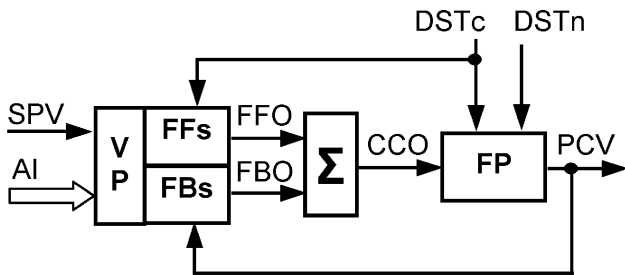 DSTc DSTn
SPV
AI
V
P
FFs
FBs
FFO
FBO
Σ
CCO
FP
PCV